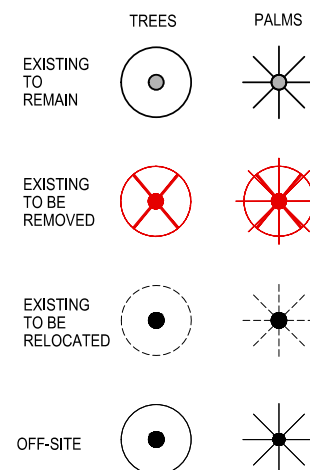 TREES PALMS
EXISTING
TO
REMAIN
EXISTING
TO BE
REMOVED
EXISTING
TO BE
RELOCATED
OFF-SITE